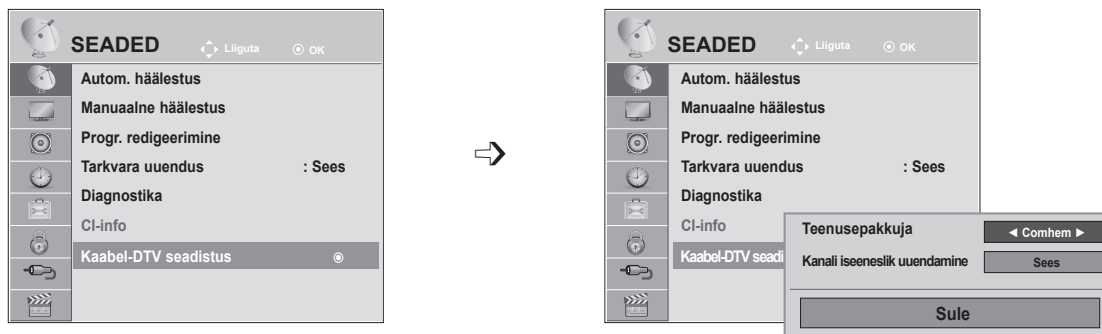 SEADED Liiguta OK
Autom. häälestus
Manuaalne häälestus
Progr. redigeerimine
Tarkvara uuendus : Sees
Diagnostika
CI-info
Kaabel-DTV seadistus
SEADED Liiguta OK
Autom. häälestus
Manuaalne häälestus
Progr. redigeerimine
Tarkvara uuendus : Sees
Diagnostika
CI-info
Kaabel-DTV seadi
Teenusepakkuja ◄ Comhem ►
Kanali iseeneslik uuendamine Sees
Sule